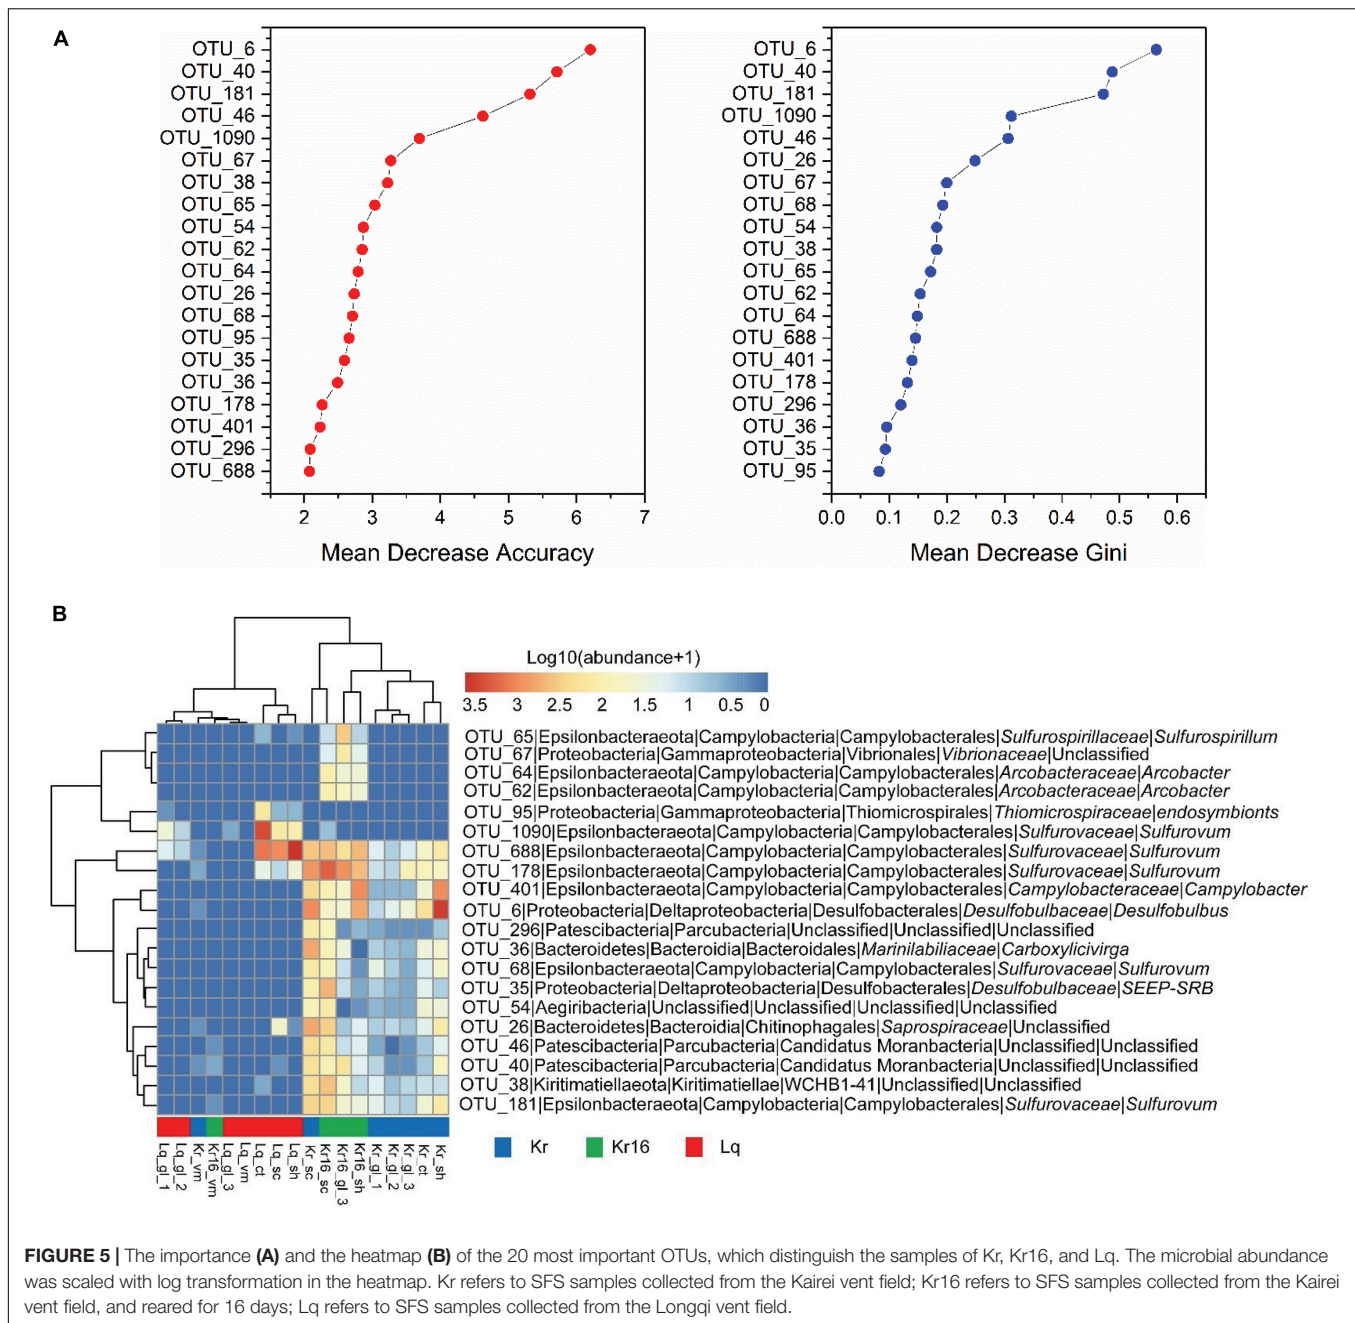 A
OTU_6
OTU_40
OTU_181
OTU_46
OTU_1090
OTU_67
OTU_38
OTU_65
OTU_54
OTU_62
OTU_64
OTU_26
OTU_68
OTU_95
OTU_35
OTU_36
OTU_178
OTU_401
OTU_296
OTU_688
2 3 4 5 6 7
Mean Decrease Accuracy
OTU_6
OTU_40
OTU_181
OTU_1090
OTU_46
OTU_26
OTU_67
OTU_68
OTU_54
OTU_38
OTU_65
OTU_62
OTU_64
OTU_688
OTU_401
OTU_178
OTU_296
OTU_36
OTU_35
OTU_95
0.0 0.1 0.2 0.3 0.4 0.5 0.6
Mean Decrease Gini
B
Log10(abundance+1)
3.5 3 2.5 2 1.5 1 0.5 0
OTU_65|Epsilonbacteraeota|Campylobacteria|Campylobacterales|Sulfurospirillaceae|Sulfurospirillum
OTU_67|Proteobacteria|Gammaproteobacteria|Vibrionales|Vibrionaceae|Unclassified
OTU_64|Epsilonbacteraeota|Campylobacteria|Campylobacterales|Arcobacteraceae|Arcobacter
OTU_62|Epsilonbacteraeota|Campylobacteria|Campylobacterales|Arcobacteraceae|Arcobacter
OTU_95|Proteobacteria|Gammaproteobacteria|Thiomicrospirales|Thiomicrospiraceae|endosymbionts
OTU_1090|Epsilonbacteraeota|Campylobacteria|Campylobacterales|Sulfurovaceae|Sulfurovum
OTU_688|Epsilonbacteraeota|Campylobacteria|Campylobacterales|Sulfurovaceae|Sulfurovum
OTU_178|Epsilonbacteraeota|Campylobacteria|Campylobacterales|Sulfurovaceae|Sulfurovum
OTU_401|Epsilonbacteraeota|Campylobacteria|Campylobacterales|Campylobacteraceae|Campylobacter
OTU_6|Proteobacteria|Deltaproteobacteria|Desulfobacterales|Desulfobulbaceae|Desulfobulbus
OTU_296|Patescibacteria|Parcubacteria|Unclassified|Unclassified|Unclassified
OTU_36|Bacteroidetes|Bacteroidia|Bacteroidales|Marinilabiliaceae|Carboxylicivirga
OTU_68|Epsilonbacteraeota|Campylobacteria|Campylobacterales|Sulfurovaceae|Sulfurovum
OTU_35|Proteobacteria|Deltaproteobacteria|Desulfobacterales|Desulfobulbaceae|SEEP-SRB
OTU_54|Aegiribacteria|Unclassified|Unclassified|Unclassified|Unclassified
OTU_26|Bacteroidetes|Bacteroidia|Chitinophagales|Saprospiraceae|Unclassified
OTU_46|Patescibacteria|Parcubacteria|Candidatus Moranbacteria|Unclassified|Unclassified
OTU_40|Patescibacteria|Parcubacteria|Candidatus Moranbacteria|Unclassified|Unclassified
OTU_38|Kiritimatiellaeota|Kiritimatiellae|WCHB1-41|Unclassified|Unclassified
OTU_181|Epsilonbacteraeota|Campylobacteria|Campylobacterales|Sulfurovaceae|Sulfurovum
Lq_gl_1
Lq_gl_2
Kr_vm
Kr16_vm
Lq_gl_3
Lq_vm
Lq_ct
Lq_sc
Lq_sh
Kr_sc
Kr16_sc
Kr16_gl_3
Kr16_sh
Kr_gl_1
Kr_gl_2
Kr_gl_3
Kr_ct
Kr_sh
Kr Kr16 Lq
FIGURE 5 | The importance (A) and the heatmap (B) of the 20 most important OTUs, which distinguish the samples of Kr, Kr16, and Lq. The microbial abundance
was scaled with log transformation in the heatmap. Kr refers to SFS samples collected from the Kairei vent field; Kr16 refers to SFS samples collected from the Kairei
vent field, and reared for 16 days; Lq refers to SFS samples collected from the Longqi vent field.